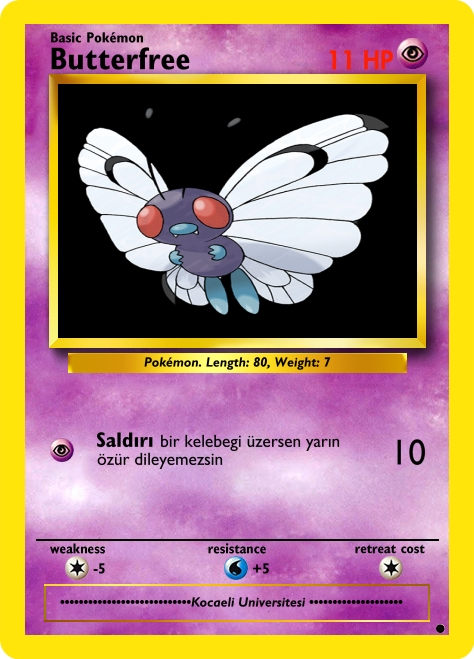 Basic Pokémon
Butterfree 11 HP
Pokémon. Length: 80, Weight: 7
Saldırı bir kelebegi üzersen yarın
özür dileyemezsin 10
weakness resistance retreat cost
-5 +5
••••••••••••••••••••••••••••Kocaeli Universitesi ••••••••••••••••••••